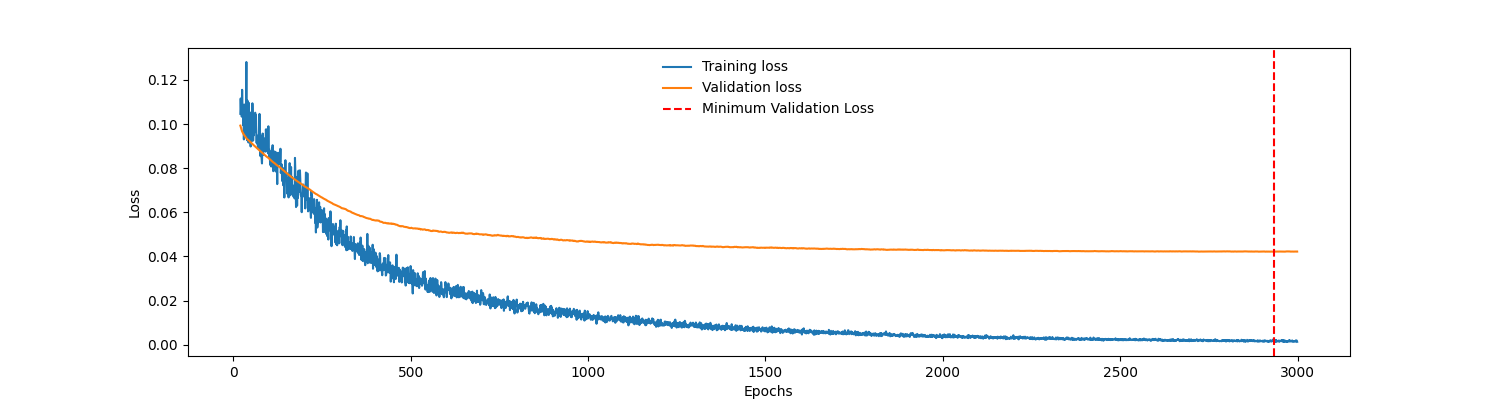 Training loss
Validation loss
Minimum Validation Loss
0.12
0.10
0.08
0.06
0.04
0.02
0.00
Loss
0 500 1000 1500 2000 2500 3000
Epochs